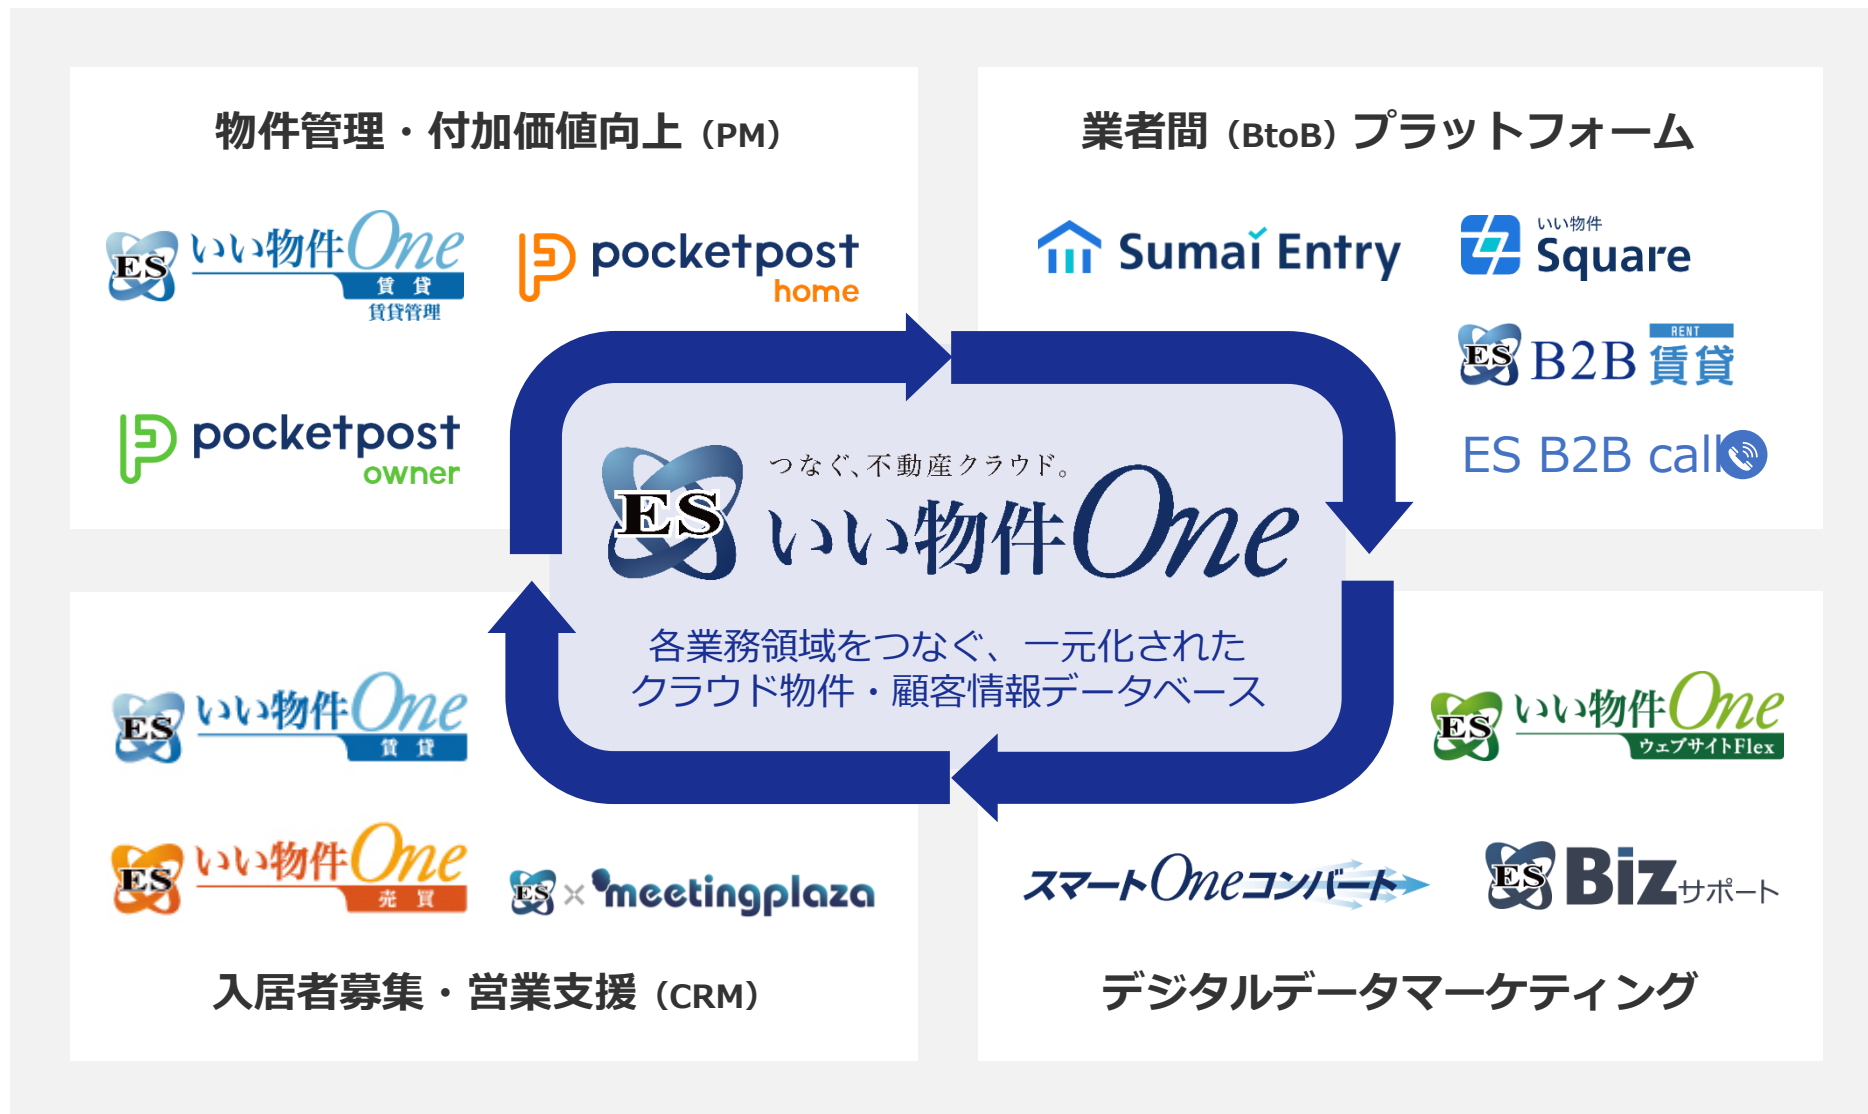 物件管理・付加価値向上（PM）
ES いい物件One
賃貸
賃貸管理
pocketpost
home
pocketpost
owner
業者間（BtoB）プラットフォーム
Sumai Entry
いい物件
Square
ES B2B RENT 賃貸
ES B2B call
つなぐ、不動産クラウド。
ES いい物件One
各業務領域をつなぐ、一元化された
クラウド物件・顧客情報データベース
ES いい物件One
賃貸
ES いい物件One
売買
ES × meetingplaza
入居者募集・営業支援（CRM）
ES いい物件One
ウェブサイトFlex
スマートOneコンバート
ES Bizサポート
デジタルデータマーケティング